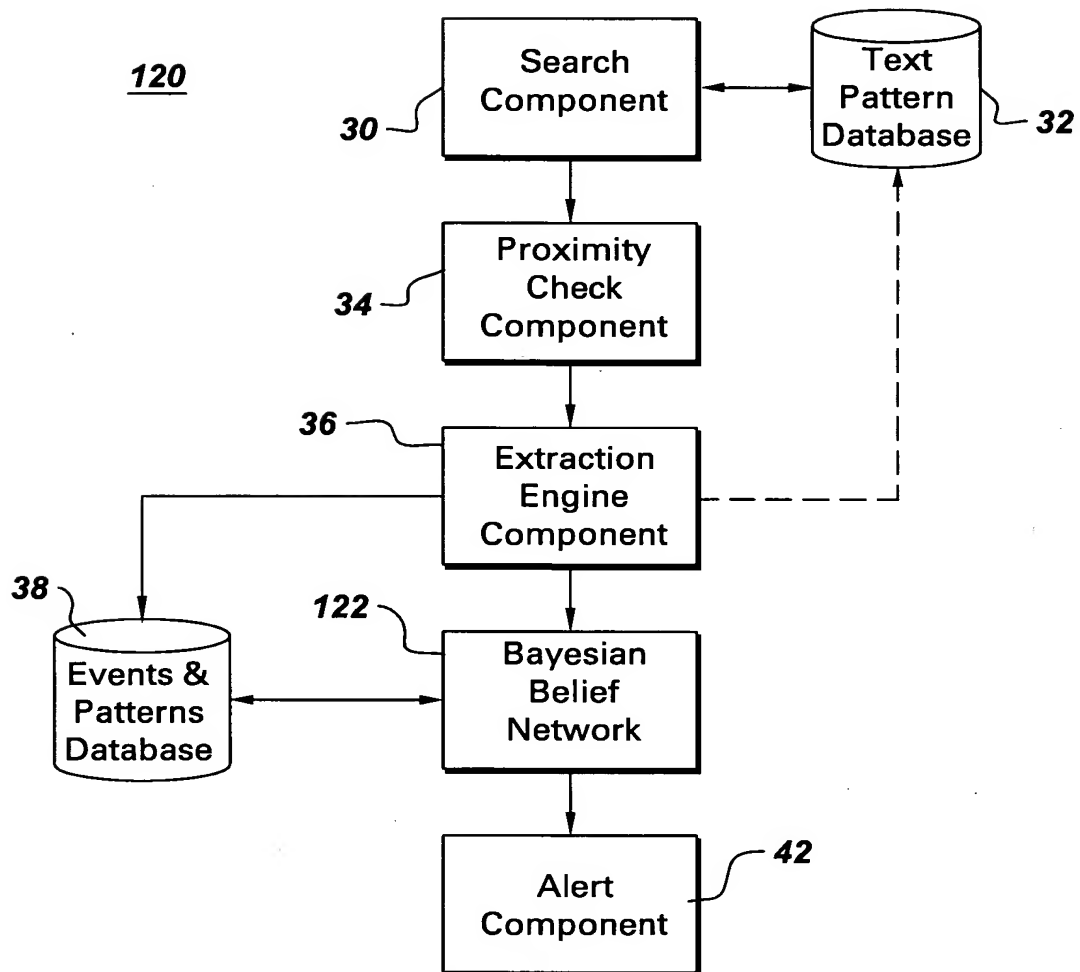 120
Search
Component
30
Text
Pattern
Database
32
Proximity
Check
Component
34
36
Extraction
Engine
Component
38
Events &
Patterns
Database
122
Bayesian
Belief
Network
Alert
Component
42